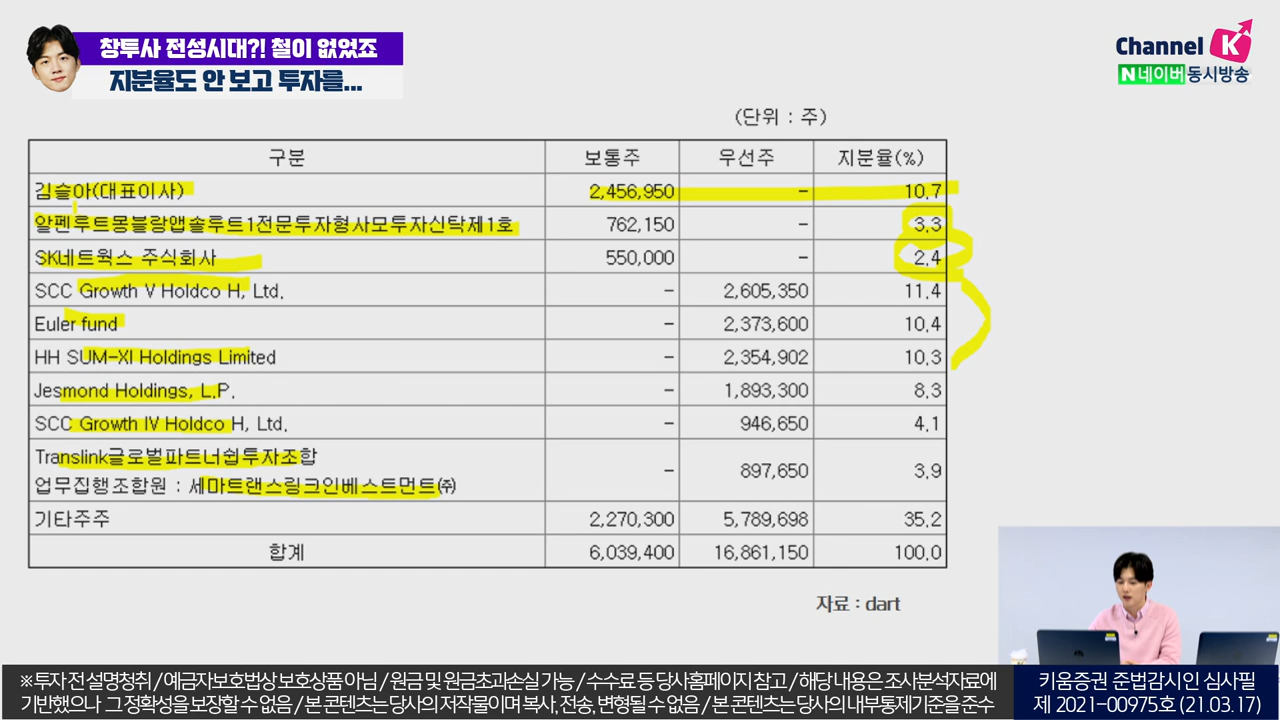 창투사 전성시대?! 철이 없었죠
지분율도 안 보고 투자를...
Channel K
N 네이버 동시방송
(단위 : 주)
구분 보통주 우선주 지분율(%)
김슬아(대표이사) 2,456,950 - 10.7
알펜루트몽블랑앱솔루트1전문투자형사모투자신탁제1호 762,150 - 3.3
SK네트웍스 주식회사 550,000 - 2.4
SCC Growth V Holdco H, Ltd. - 2,605,350 11.4
Euler fund - 2,373,600 10.4
HH SUM-XI Holdings Limited - 2,354,902 10.3
Jesmond Holdings, L.P. - 1,893,300 8.3
SCC Growth IV Holdco H, Ltd. - 946,650 4.1
Translink글로벌파트너쉽투자조합
업무집행조합원 : 세마트랜스링크인베스트먼트㈜ - 897,650 3.9
기타주주 2,270,300 5,789,698 35.2
합계 6,039,400 16,861,150 100.0
자료 : dart
※ 투자 전 설명청취 / 예금자보호법상 보호상품 아님 / 원금 및 원금초과손실 가능 / 수수료 등 당사홈페이지 참고 / 해당 내용은 조사분석자료에
기반했으나 그 정확성을 보장할 수 없음 / 본 콘텐츠는 당사의 저작물이며 복사, 전송, 변형될 수 없음 / 본 콘텐츠는 당사의 내부통제기준을 준수
키움증권 준법감시인 심사필
제 2021-00975호 (21.03.17)